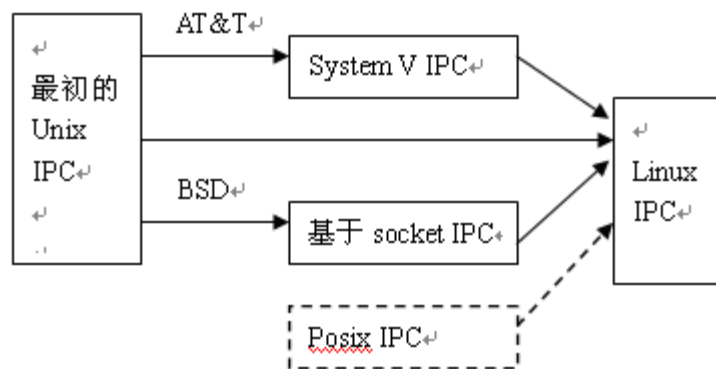 AT&T
System V IPC
最初的
Unix
IPC
Linux
IPC
BSD
基于 socket IPC
Posix IPC